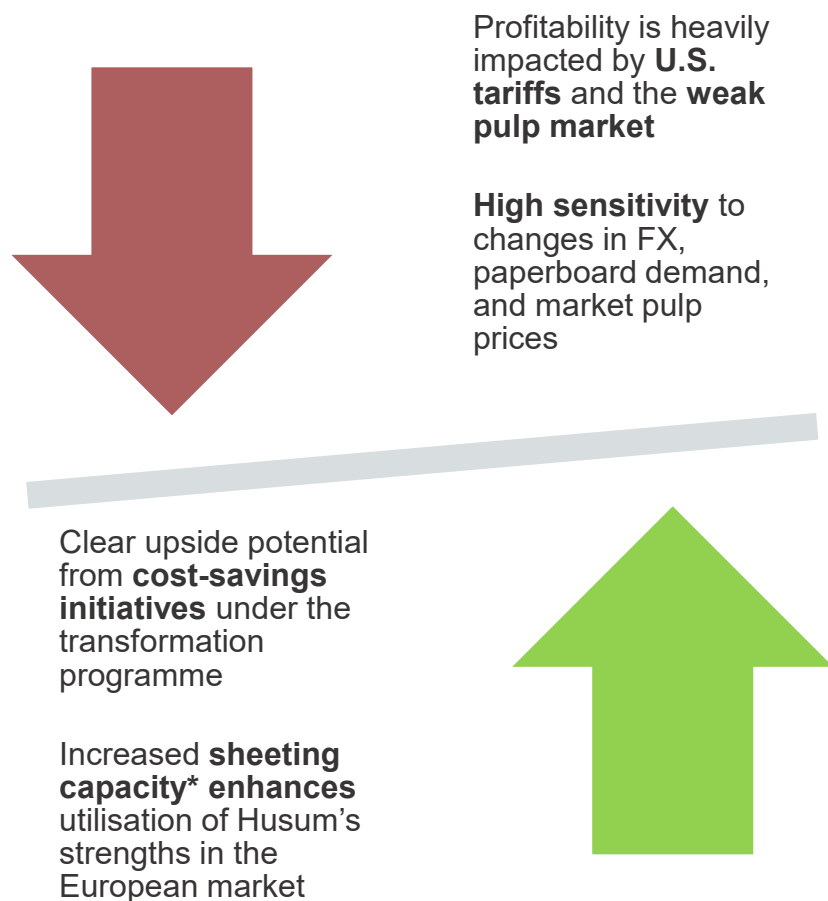 Profitability is heavily
impacted by U.S.
tariffs and the weak
pulp market
High sensitivity to
changes in FX,
paperboard demand,
and market pulp
prices
Clear upside potential
from cost-savings
initiatives under the
transformation
programme
Increased sheeting
capacity* enhances
utilisation of Husum’s
strengths in the
European market